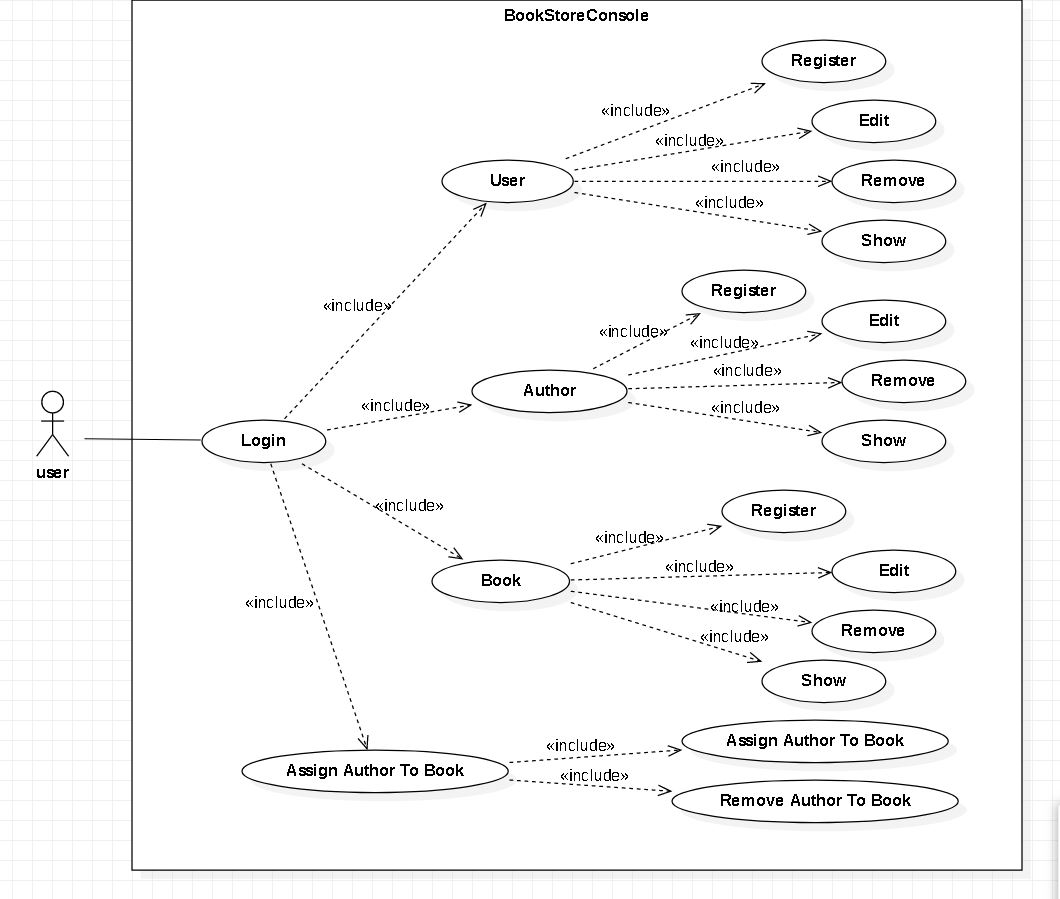 BookStoreConsole
Register
«include»
Edit
«include»
User
«include»
Remove
«include»
Show
«include»
Register
«include»
Edit
«include»
Author
«include»
Remove
«include»
«include»
Show
user
Login
«include»
Register
«include»
Book
«include»
Edit
«include»
Remove
«include»
Show
«include»
Assign Author To Book
«include»
Assign Author To Book
«include»
Remove Author To Book